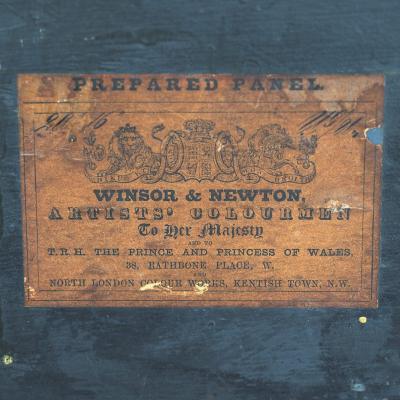 PREPARED PANEL.
WINSOR & NEWTON,
ARTISTS' COLOURMEN
To Her Majesty
AND TO
T.R.H. THE PRINCE AND PRINCESS OF WALES,
38, RATHBONE PLACE, W.
AND
NORTH LONDON COLOUR WORKS, KENTISH TOWN, N.W.